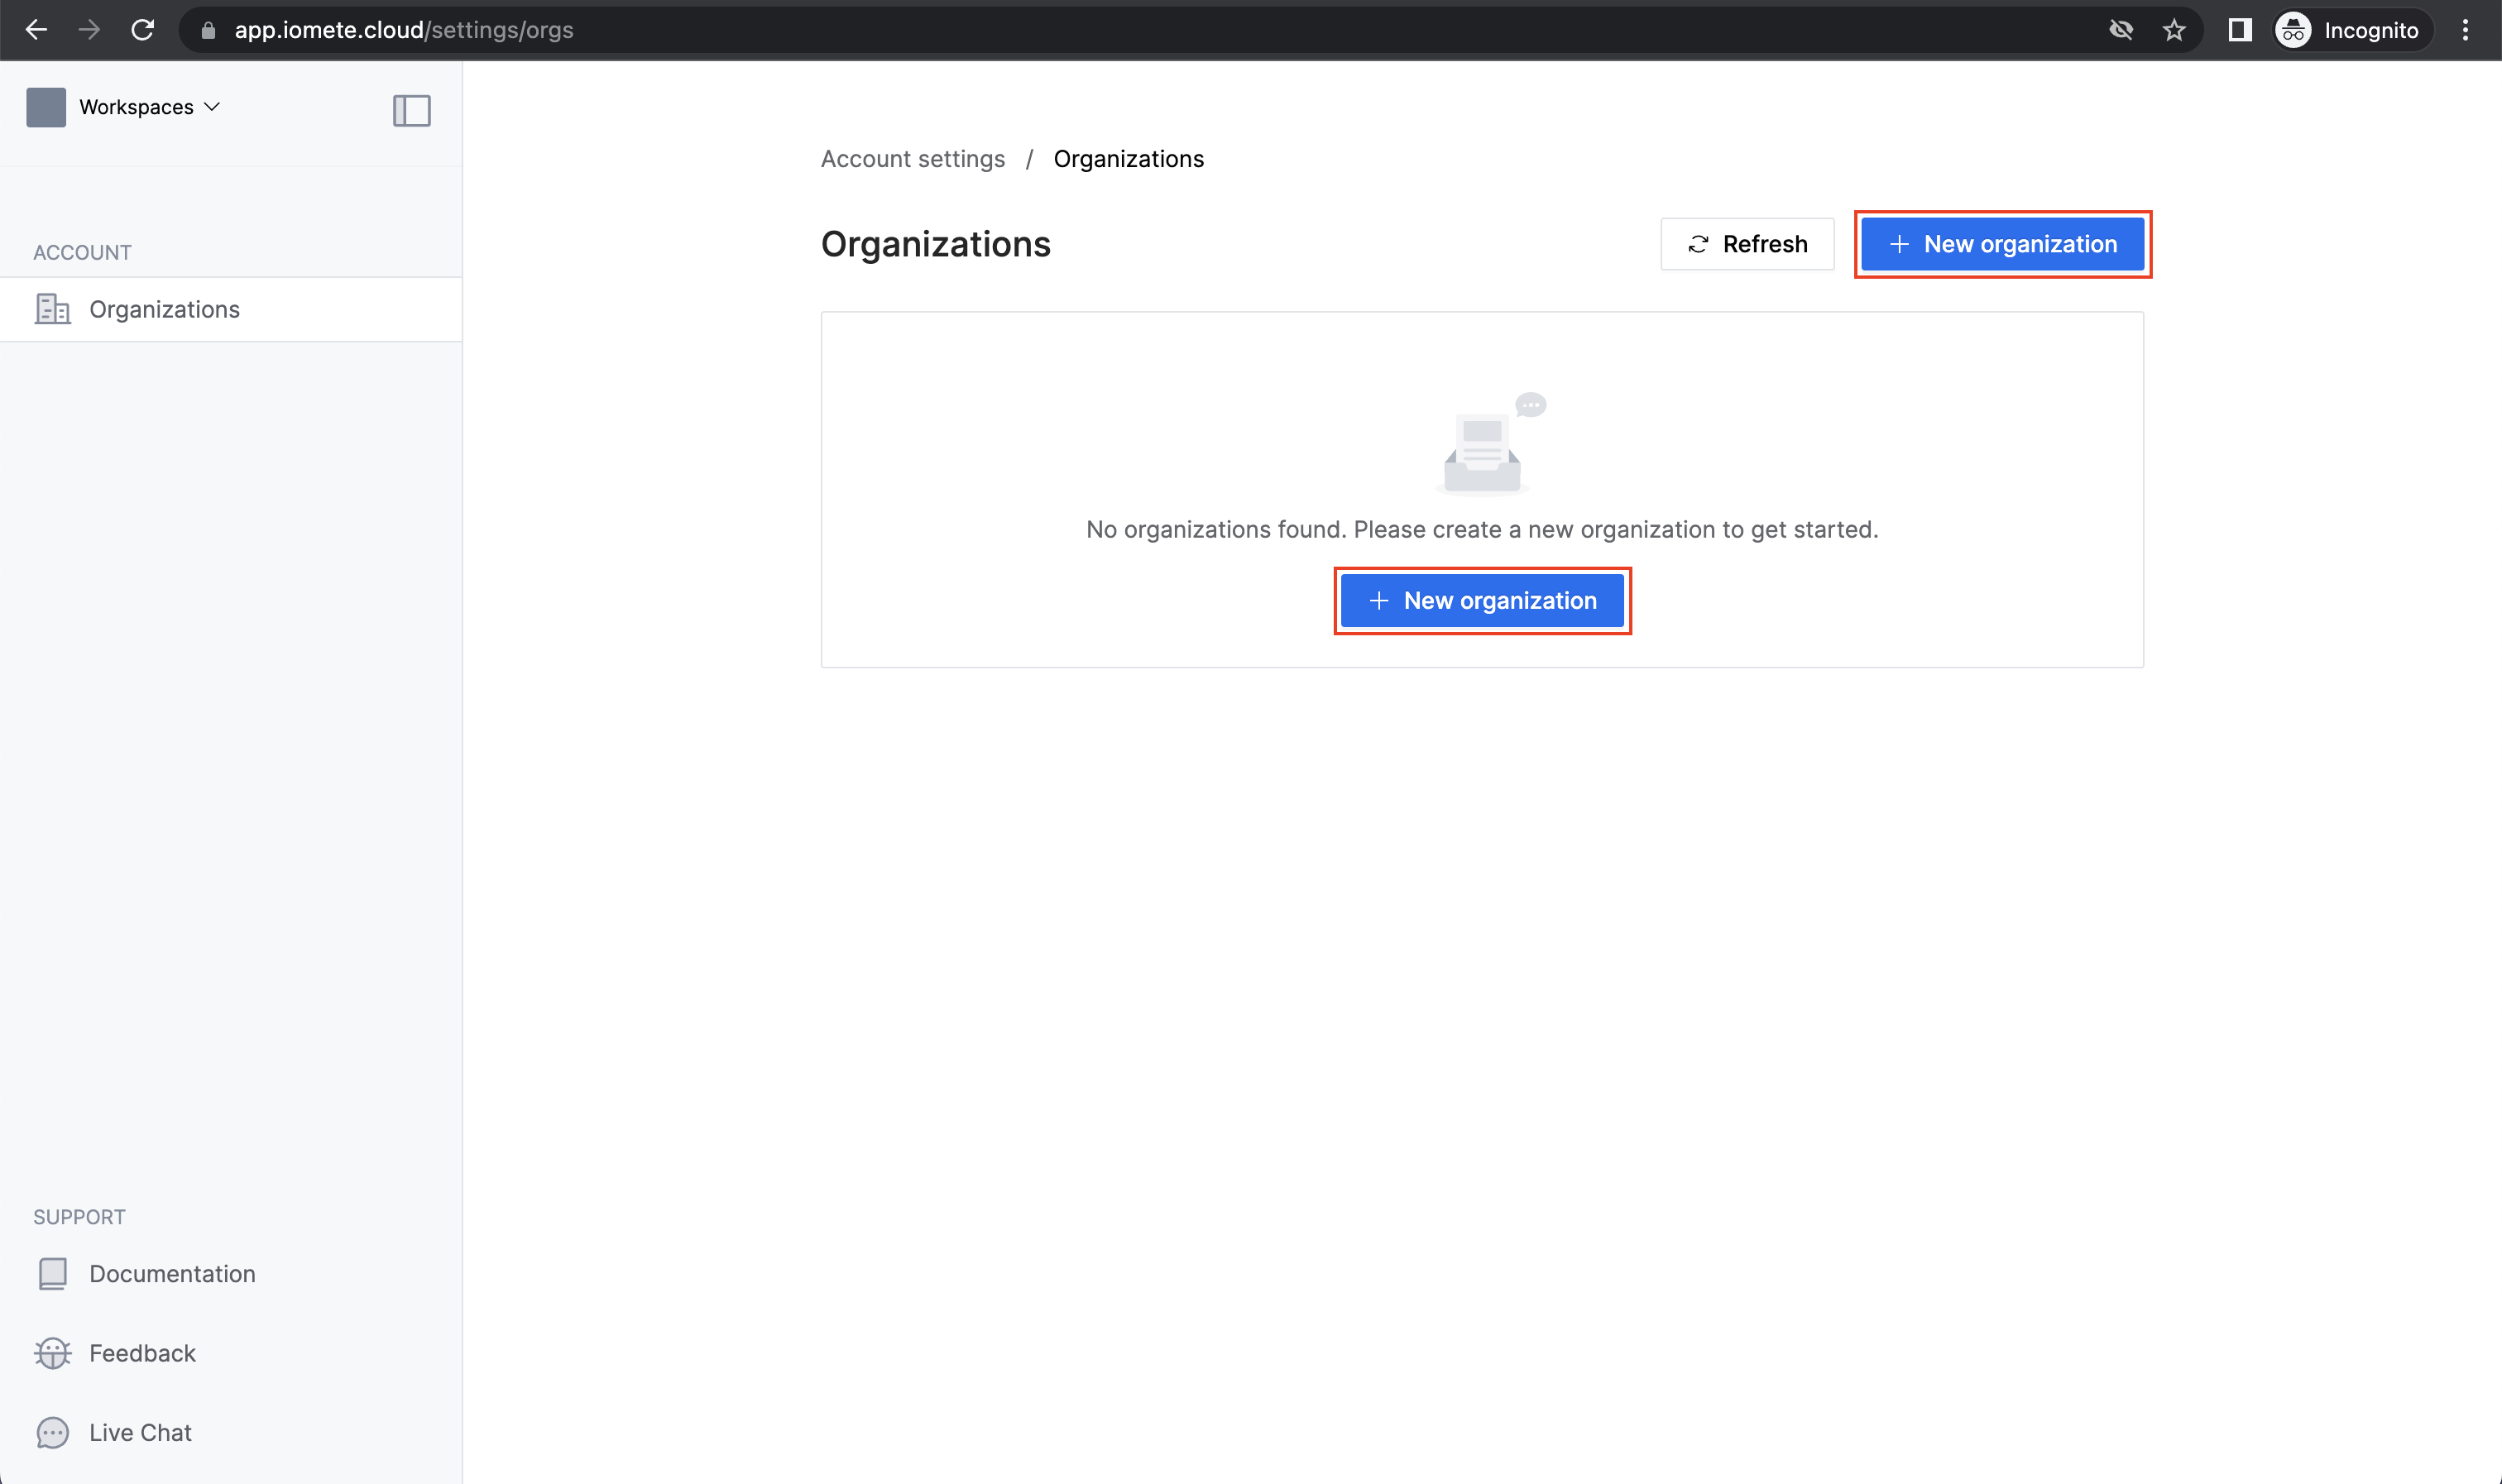 app.iomete.cloud/settings/orgs
Incognito
Workspaces
Account settings / Organizations
Organizations
Refresh
+ New organization
ACCOUNT
Organizations
No organizations found. Please create a new organization to get started.
+ New organization
SUPPORT
Documentation
Feedback
Live Chat